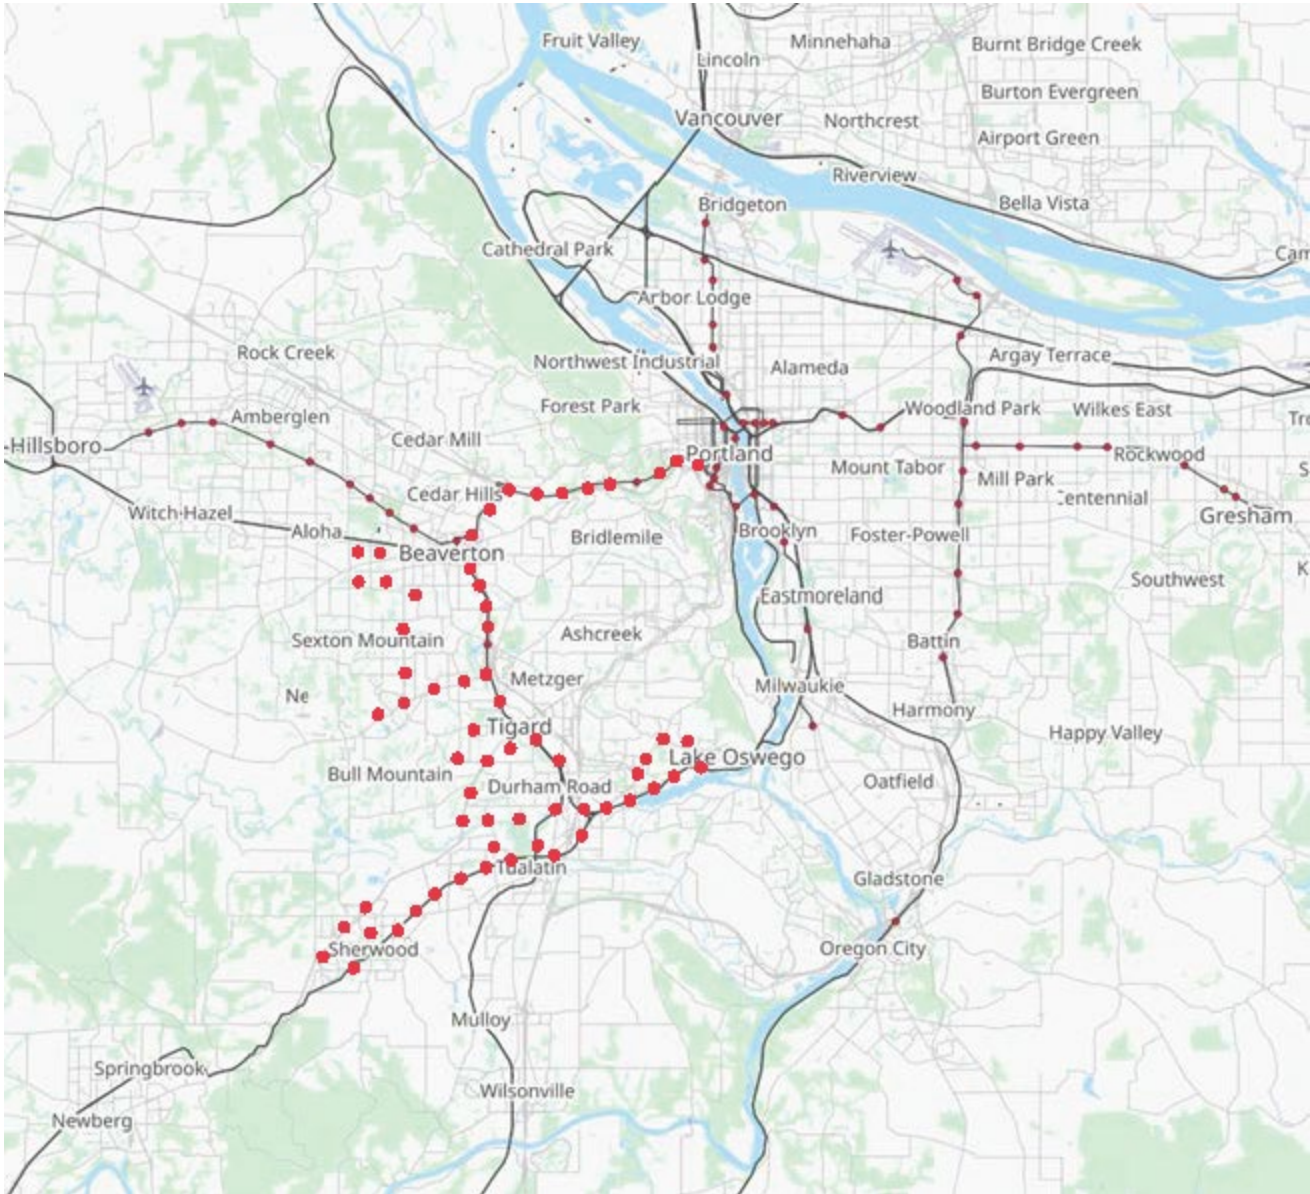 Fruit Valley
Minnehaha
Burnt Bridge Creek
Lincoln
Burton Evergreen
Vancouver
Northcrest
Airport Green
Riverview
Bridgeton
Bella Vista
Cathedral Park
Cam
Arbor Lodge
Rock Creek
Northwest Industrial
Alameda
Argay Terrace
Amberglen
Forest Park
Woodland Park
Wilkes East
Tro
Hillsboro
Cedar Mill
Portland
Mount Tabor
Rockwood
S
Mill Park
Cedar Hills
Centennial
Witch-Hazel
Gresham
Aloha
Bridlemile
Brooklyn
Foster-Powell
Beaverton
K
Southwest
Eastmoreland
Sexton Mountain
Ashcreek
Battin
Metzger
Milwaukie
Ne
Harmony
Tigard
Happy Valley
Lake Oswego
Bull Mountain
Durham Road
Oatfield
Tualatin
Gladstone
Sherwood
Oregon City
Mulloy
Springbrook
Wilsonville
Newberg